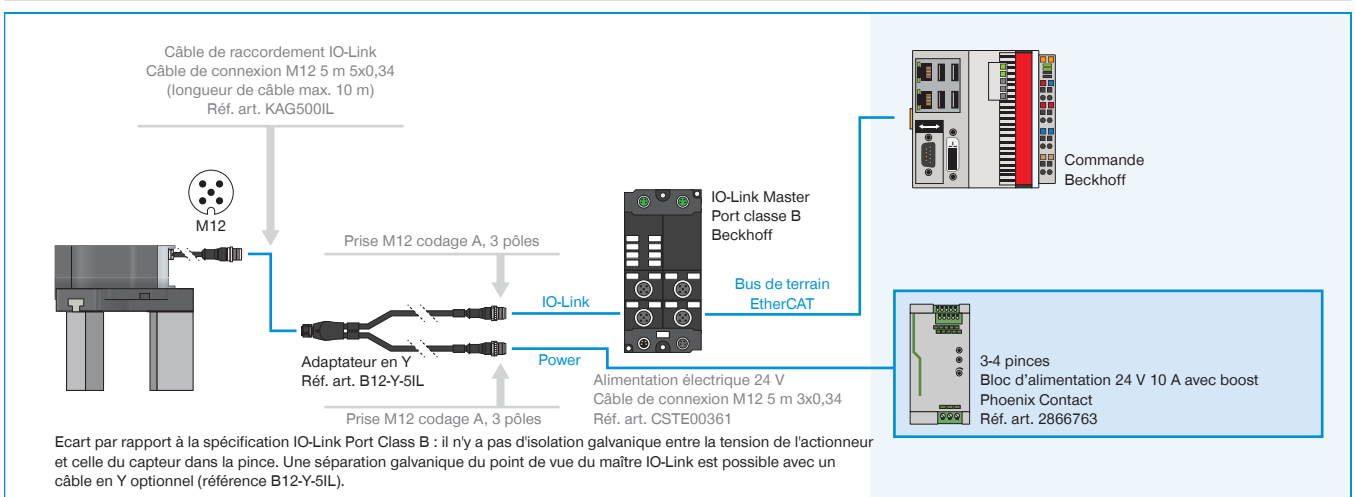 Câble de raccordement IO-Link
Câble de connexion M12 5 m 5x0,34
(longueur de câble max. 10 m)
Réf. art. KAG500IL
M12
Prise M12 codage A, 3 pôles
IO-Link
Adaptateur en Y
Réf. art. B12-Y-5IL
Power
Prise M12 codage A, 3 pôles
IO-Link Master
Port classe B
Beckhoff
Bus de terrain
EtherCAT
Alimentation électrique 24 V
Câble de connexion M12 5 m 3x0,34
Réf. art. CSTE00361
Commande
Beckhoff
3-4 pinces
Bloc d'alimentation 24 V 10 A avec boost
Phoenix Contact
Réf. art. 2866763
Ecart par rapport à la spécification IO-Link Port Class B : il n'y a pas d'isolation galvanique entre la tension de l'actionneur
et celle du capteur dans la pince. Une séparation galvanique du point de vue du maître IO-Link est possible avec un
câble en Y optionnel (référence B12-Y-5IL).